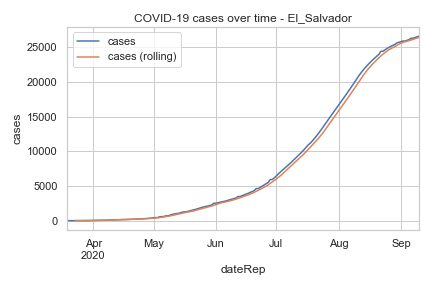 COVID-19 cases over time - El_Salvador
cases
cases (rolling)
25000
20000
15000
10000
5000
0
cases
Apr
2020
May
Jun
Jul
Aug
Sep
dateRep